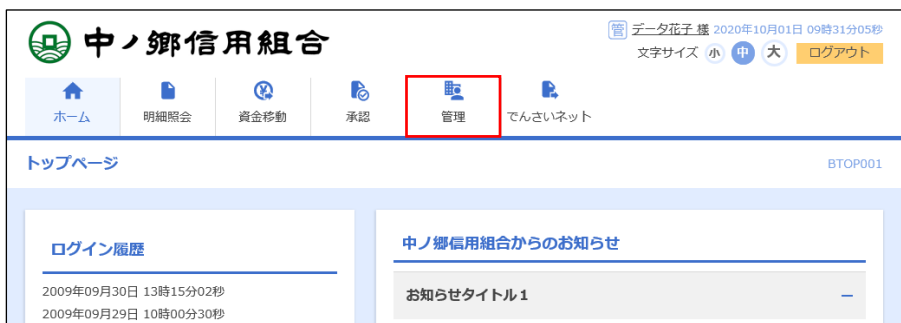 中ノ郷信用組合
管 データ花子 様 2020年10月01日 09時31分05秒
文字サイズ 小 中 大 ログアウト
ホーム 明細照会 資金移動 承認 管理 でんさいネット
トップページ BTOP001
ログイン履歴
2009年09月30日 13時15分02秒
2009年09月29日 10時00分30秒
中ノ郷信用組合からのお知らせ
お知らせタイトル1